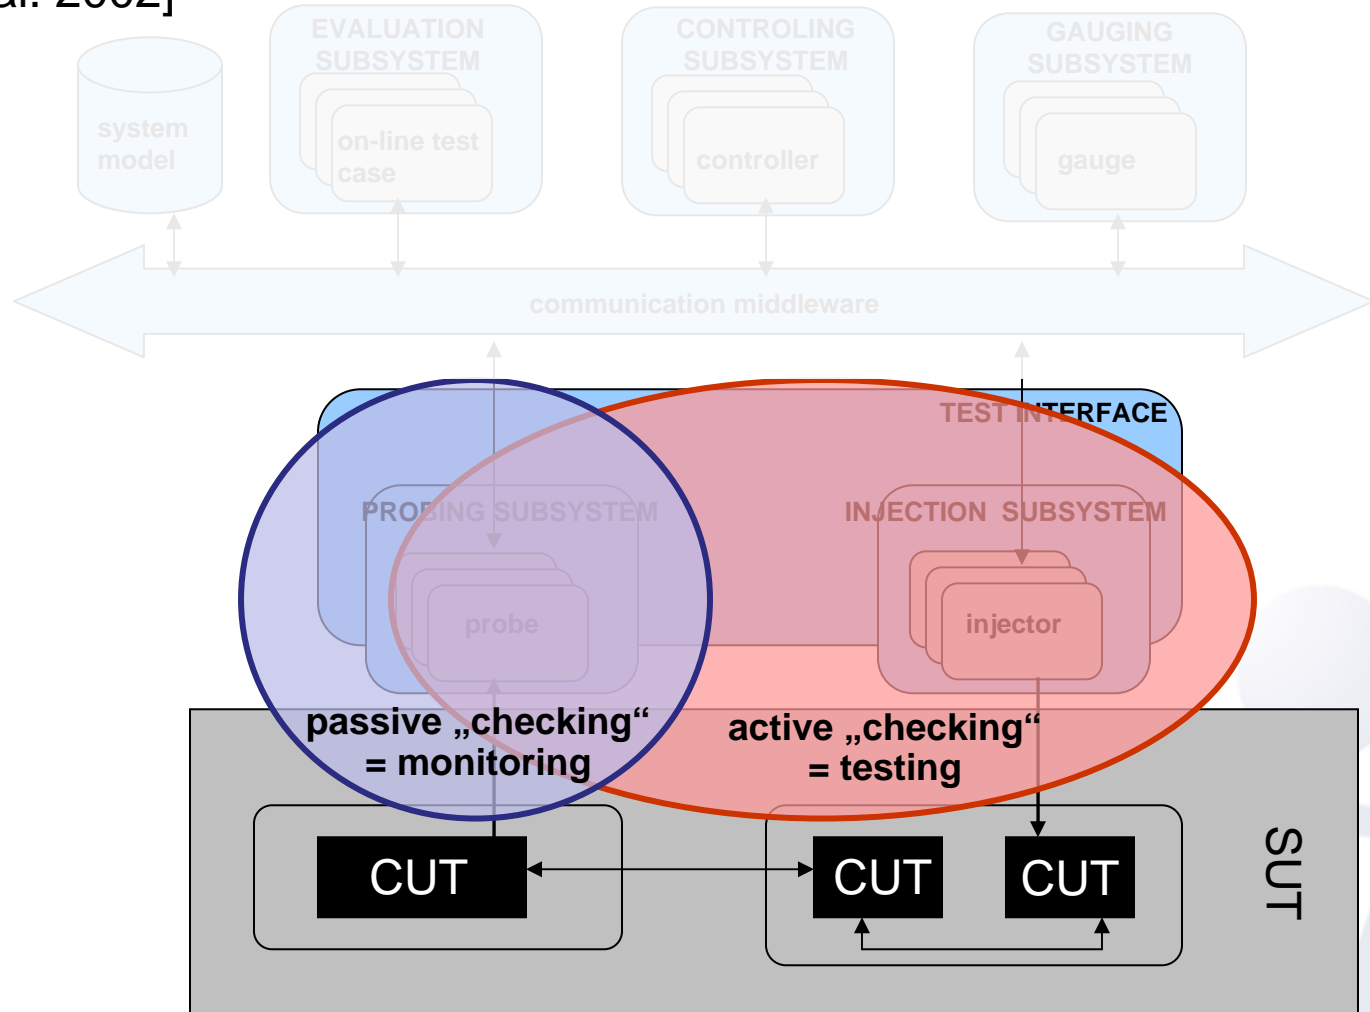 al. 2002]
EVALUATION
SUBSYSTEM
CONTROLING
SUBSYSTEM
GAUGING
SUBSYSTEM
system
model
on-line test
case
controller
gauge
communication middleware
TEST INTERFACE
PROBING SUBSYSTEM
INJECTION SUBSYSTEM
probe
injector
passive „checking“
= monitoring
active „checking“
= testing
CUT
CUT
CUT
SUT